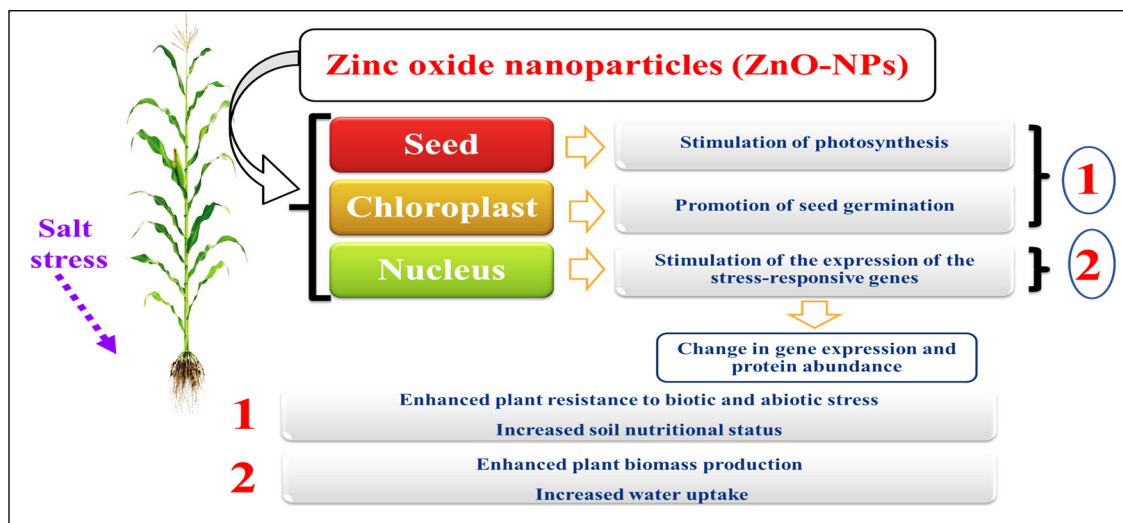 Zinc oxide nanoparticles (ZnO-NPs)
Seed
Stimulation of photosynthesis
Chloroplast
Promotion of seed germination
1
Nucleus
Stimulation of the expression of the
stress-responsive genes
2
Salt
stress
Change in gene expression and
protein abundance
1
Enhanced plant resistance to biotic and abiotic stress
Increased soil nutritional status
2
Enhanced plant biomass production
Increased water uptake